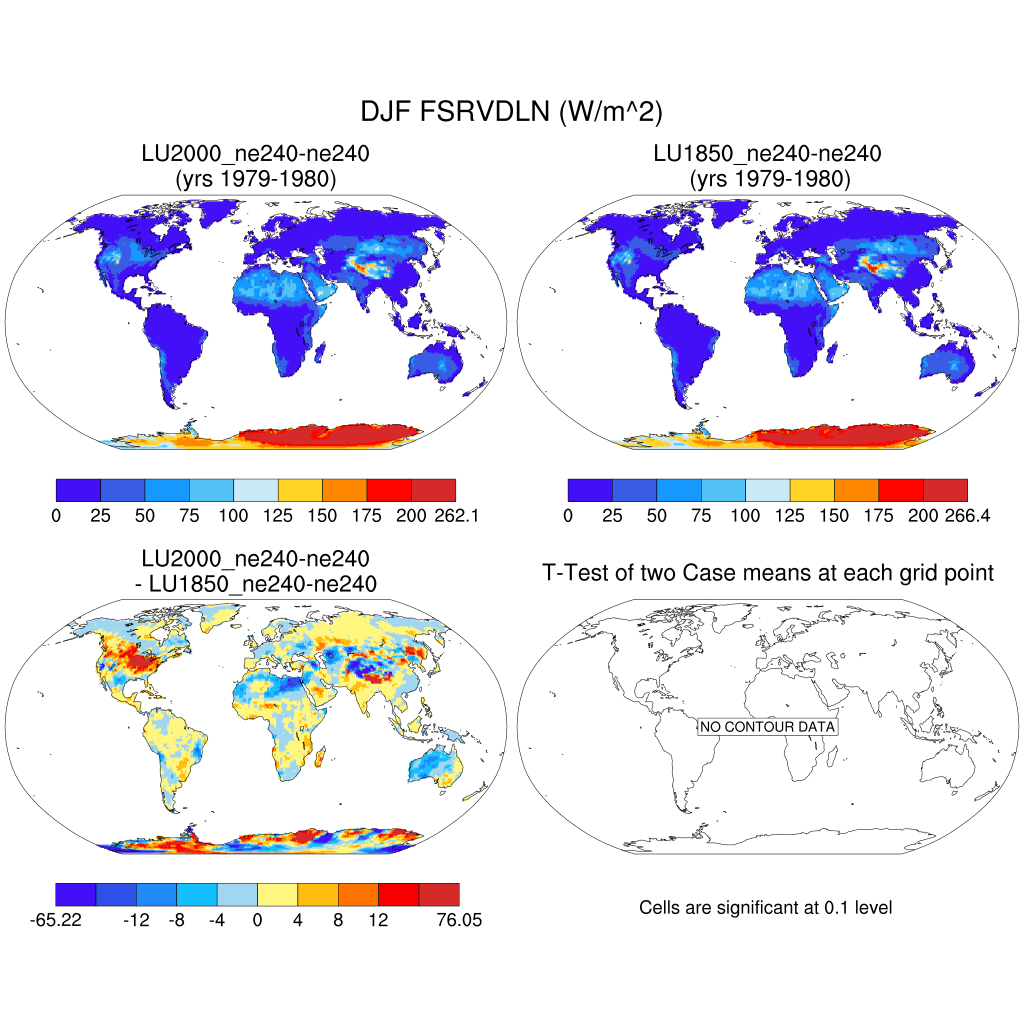 DJF FSRVDLN (W/m^2)
LU2000_ne240-ne240
(yrs 1979-1980)
LU1850_ne240-ne240
(yrs 1979-1980)
0 25 50 75 100 125 150 175 200 262.1
0 25 50 75 100 125 150 175 200 266.4
LU2000_ne240-ne240
- LU1850_ne240-ne240
T-Test of two Case means at each grid point
NO CONTOUR DATA
-65.22 -12 -8 -4 0 4 8 12 76.05
Cells are significant at 0.1 level